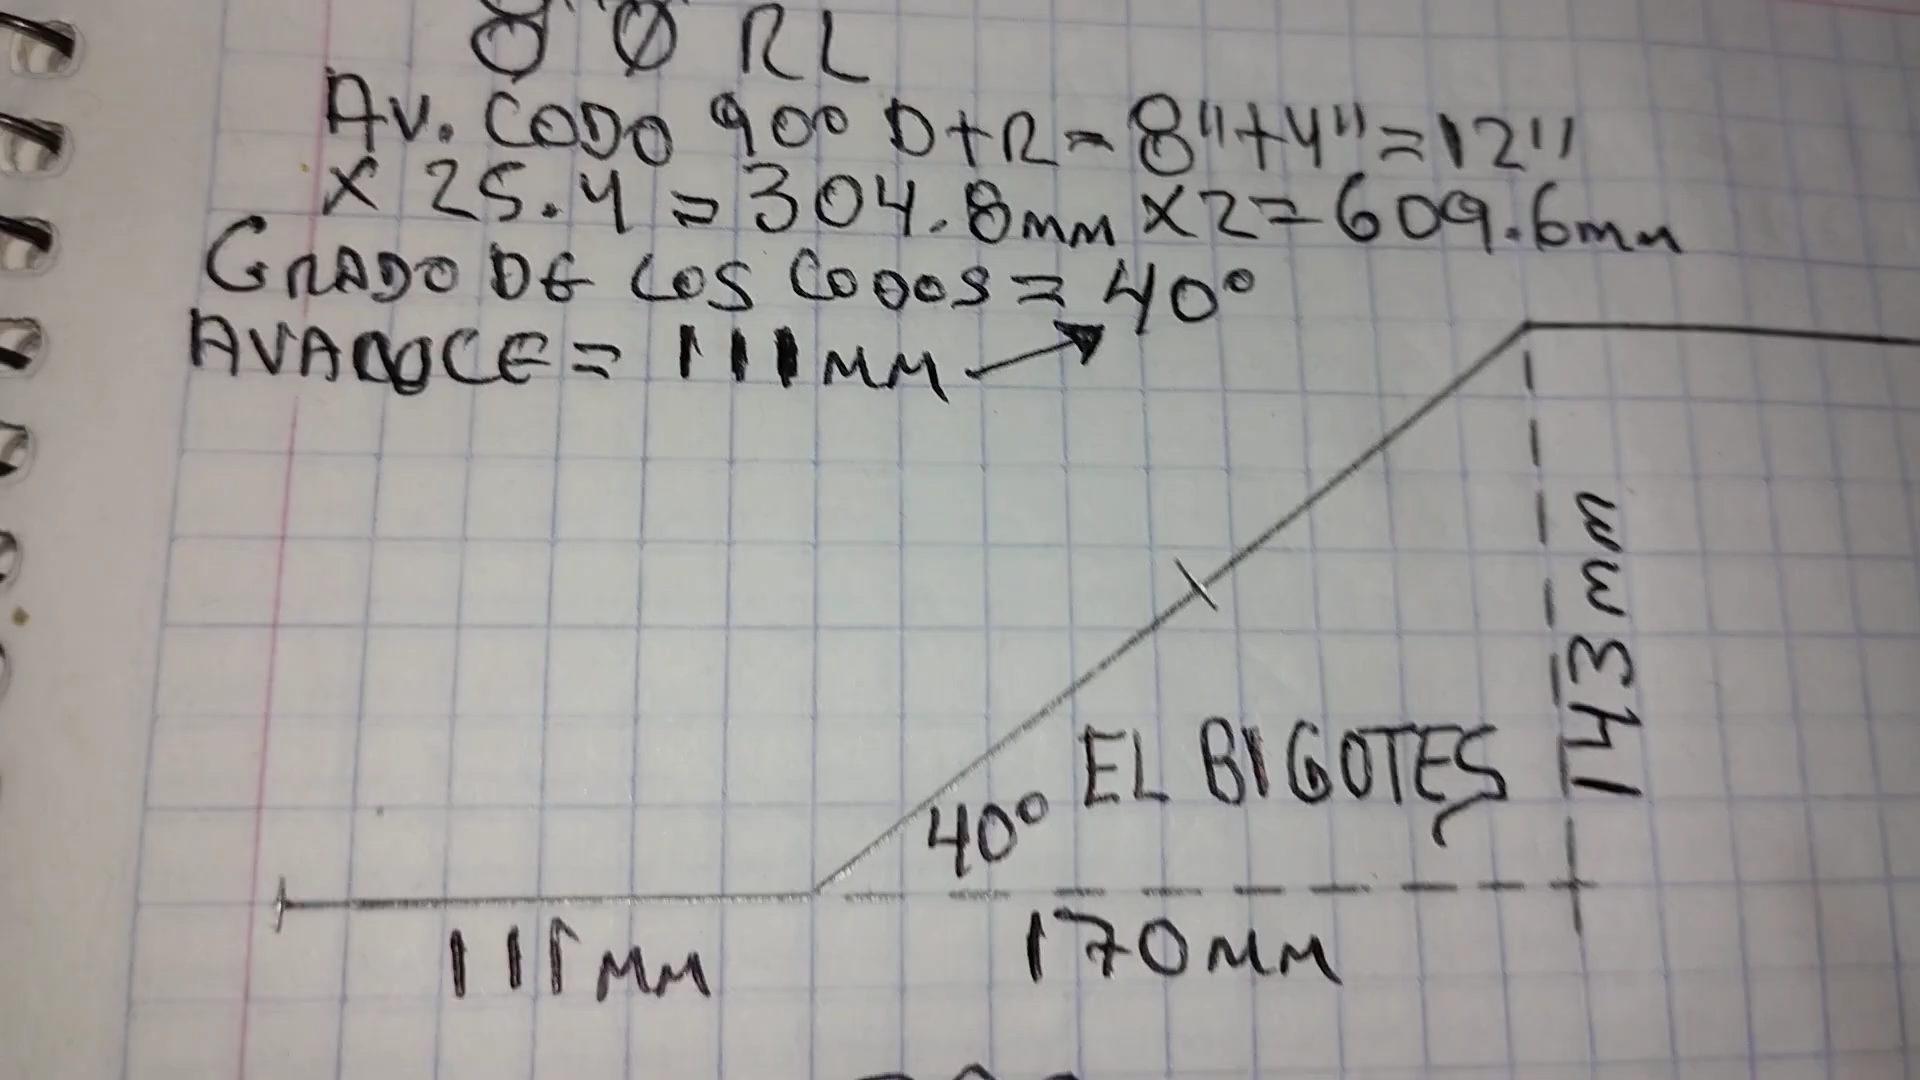 8" Ø RL
AV. CODO 90° D+R = 8"+4" = 12"
x 25.4 = 304.8mm x2 = 609.6mm
GRADO DE LOS CODOS = 40°
AVANCE = 111mm
143mm
EL BIGOTES
40°
111mm
170mm